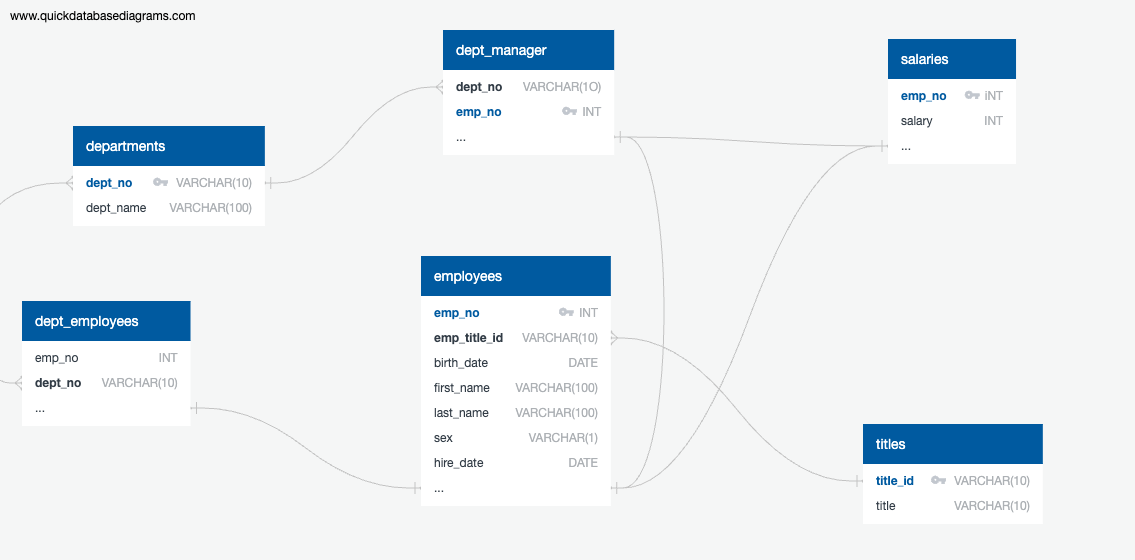 www.quickdatabasediagrams.com
dept_manager
dept_no VARCHAR(1O)
emp_no INT
...
salaries
emp_no iNT
salary INT
...
departments
dept_no VARCHAR(10)
dept_name VARCHAR(100)
employees
emp_no INT
emp_title_id VARCHAR(10)
birth_date DATE
first_name VARCHAR(100)
last_name VARCHAR(100)
sex VARCHAR(1)
hire_date DATE
...
dept_employees
emp_no INT
dept_no VARCHAR(10)
...
titles
title_id VARCHAR(10)
title VARCHAR(10)